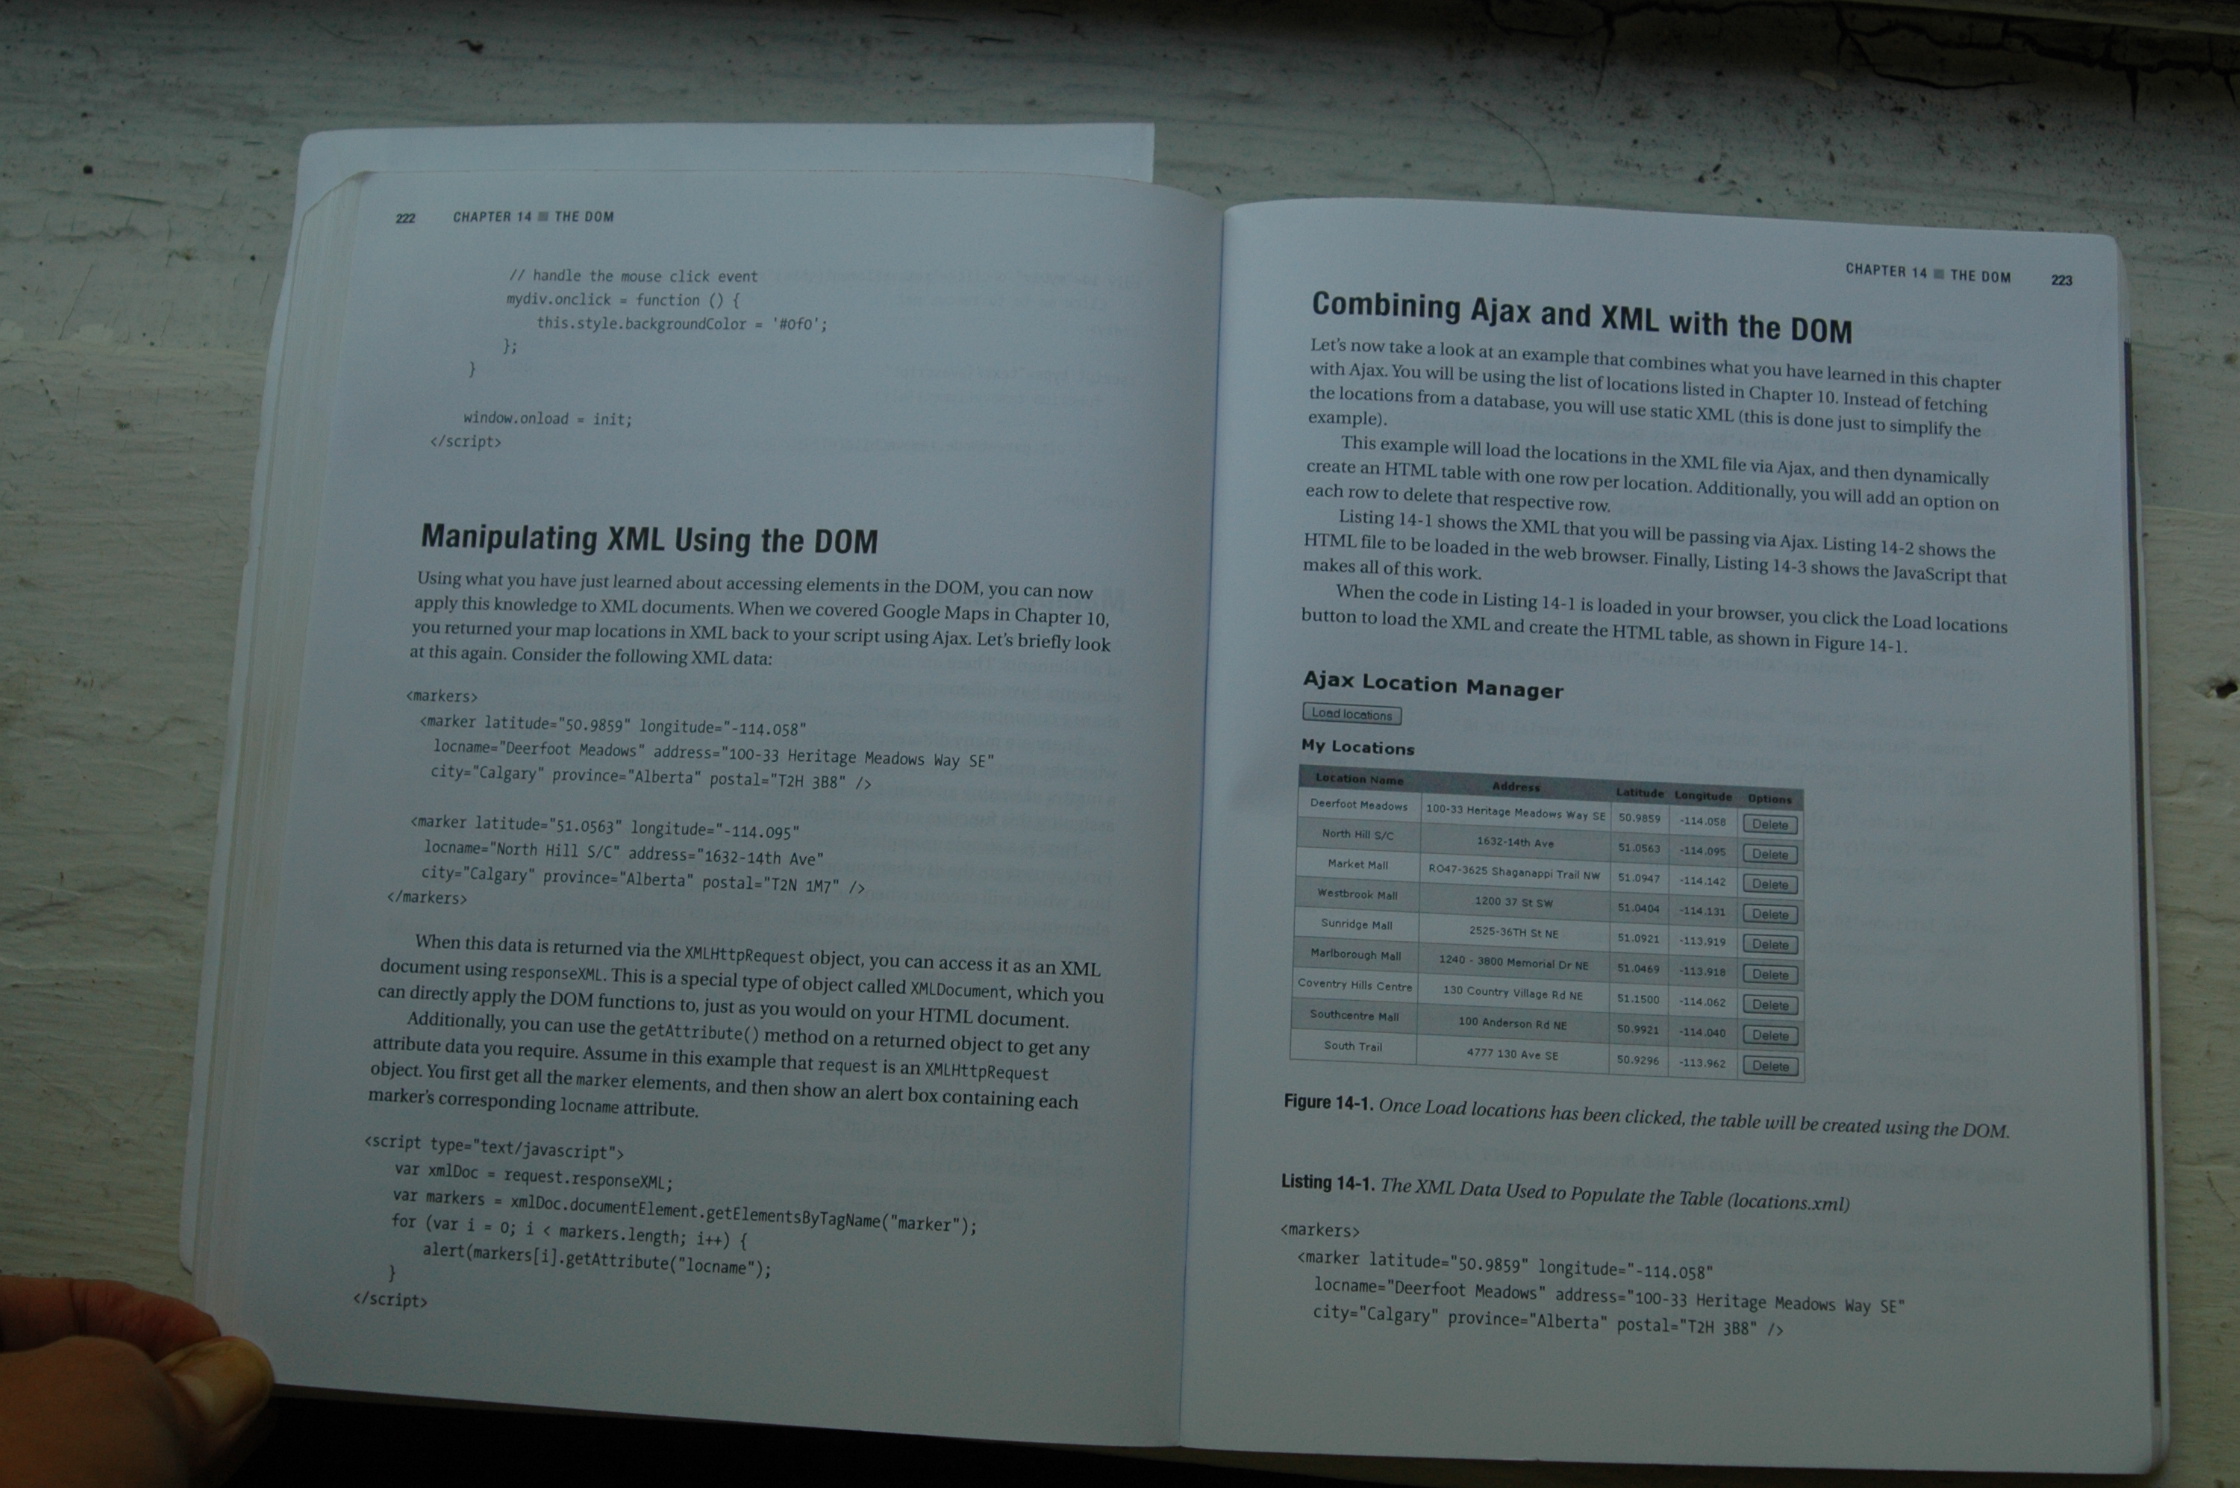 222 CHAPTER 14 ■ THE DOM
// handle the mouse click event
mydiv.onclick = function () {
this.style.backgroundColor = '#0f0';
};
}
window.onload = init;
</script>
Manipulating XML Using the DOM
Using what you have just learned about accessing elements in the DOM, you can now
apply this knowledge to XML documents. When we covered Google Maps in Chapter 10,
you returned your map locations in XML back to your script using Ajax. Let's briefly look
at this again. Consider the following XML data:
<markers>
<marker latitude="50.9859" longitude="-114.058"
locname="Deerfoot Meadows" address="100-33 Heritage Meadows Way SE"
city="Calgary" province="Alberta" postal="T2H 3B8" />
<marker latitude="51.0563" longitude="-114.095"
locname="North Hill S/C" address="1632-14th Ave"
city="Calgary" province="Alberta" postal="T2N 1M7" />
</markers>
When this data is returned via the XMLHttpRequest object, you can access it as an XML
document using responseXML. This is a special type of object called XMLDocument, which you
can directly apply the DOM functions to, just as you would on your HTML document.
Additionally, you can use the getAttribute() method on a returned object to get any
attribute data you require. Assume in this example that request is an XMLHttpRequest
object. You first get all the marker elements, and then show an alert box containing each
marker's corresponding locname attribute.
<script type="text/javascript">
var xmlDoc = request.responseXML;
var markers = xmlDoc.documentElement.getElementsByTagName("marker");
for (var i = 0; i < markers.length; i++) {
alert(markers[i].getAttribute("locname");
}
</script>
CHAPTER 14 ■ THE DOM 223
Combining Ajax and XML with the DOM
Let's now take a look at an example that combines what you have learned in this chapter
with Ajax. You will be using the list of locations listed in Chapter 10. Instead of fetching
the locations from a database, you will use static XML (this is done just to simplify the
example).
This example will load the locations in the XML file via Ajax, and then dynamically
create an HTML table with one row per location. Additionally, you will add an option on
each row to delete that respective row.
Listing 14-1 shows the XML that you will be passing via Ajax. Listing 14-2 shows the
HTML file to be loaded in the web browser. Finally, Listing 14-3 shows the JavaScript that
makes all of this work.
When the code in Listing 14-1 is loaded in your browser, you click the Load locations
button to load the XML and create the HTML table, as shown in Figure 14-1.
Ajax Location Manager
Load locations
My Locations
Location Name Address Latitude Longitude Options
Deerfoot Meadows 100-33 Heritage Meadows Way SE 50.9859 -114.058 Delete
North Hill S/C 1632-14th Ave 51.0563 -114.095 Delete
Market Mall RO47-3625 Shaganappi Trail NW 51.0947 -114.142 Delete
Westbrook Mall 1200 37 St SW 51.0404 -114.131 Delete
Sunridge Mall 2525-36TH St NE 51.0921 -113.919 Delete
Marlborough Mall 1240 - 3800 Memorial Dr NE 51.0469 -113.918 Delete
Coventry Hills Centre 130 Country Village Rd NE 51.1500 -114.062 Delete
Southcentre Mall 100 Anderson Rd NE 50.9921 -114.040 Delete
South Trail 4777 130 Ave SE 50.9296 -113.962 Delete
Figure 14-1. Once Load locations has been clicked, the table will be created using the DOM.
Listing 14-1. The XML Data Used to Populate the Table (locations.xml)
<markers>
<marker latitude="50.9859" longitude="-114.058"
locname="Deerfoot Meadows" address="100-33 Heritage Meadows Way SE"
city="Calgary" province="Alberta" postal="T2H 3B8" />